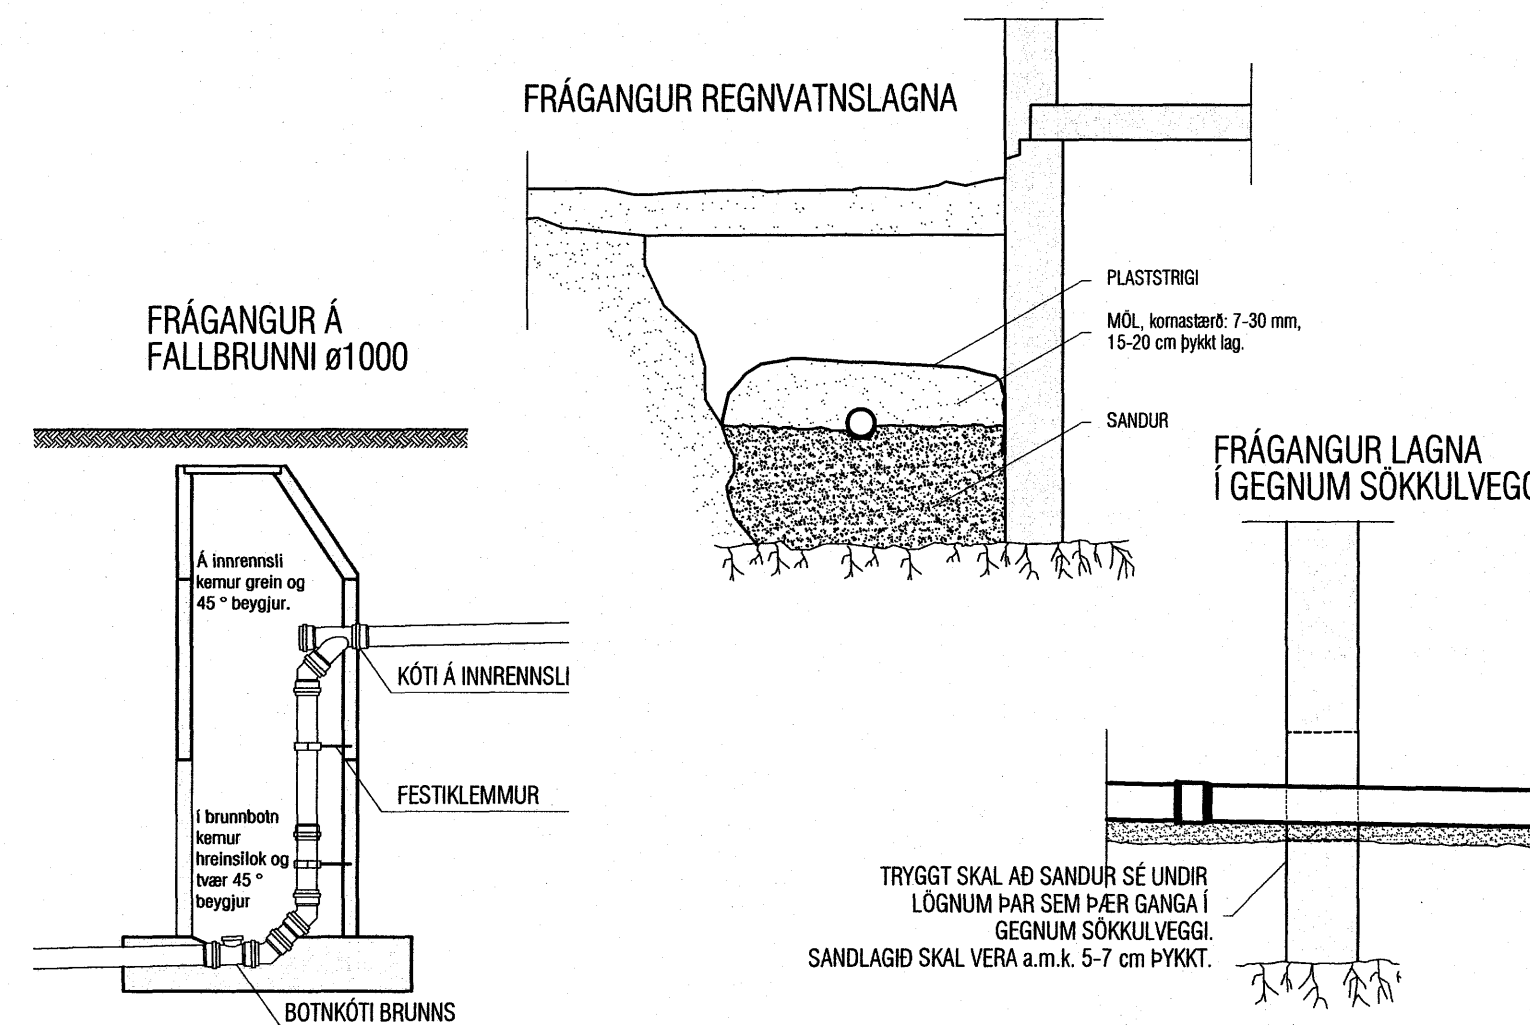 FRÁGANGUR REGNVATNSLAGNA
PLASTSTRIGI
MÖL, kornastærð: 7-30 mm,
15-20 cm þykkt lag.
SANDUR
FRÁGANGUR Á
FALLBRUNNI ø1000
Á innrennsli
kemur grein og
45 ° beygjur.
KÓTI Á INNRENNSLI
FESTIKLEMMUR
Í brunnbotn
kemur
hreinsilok og
tvær 45 °
beygjur
BOTNKÓTI BRUNNS
FRÁGANGUR LAGNA
Í GEGNUM
TRYGGT SKAL AÐ SANDUR SÉ UNDIR
LÖGNUM ÞAR SEM ÞÆR GANGA Í
GEGNUM SÖKKULVEGGI.
SANDLAGIÐ SKAL VERA a.m.k. 5-7 cm ÞYKKT.